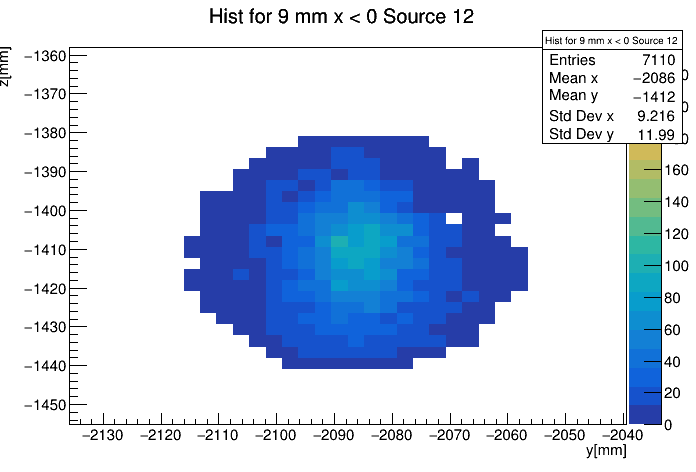 Hist for 9 mm x < 0 Source 12
Hist for 9 mm x < 0 Source 12
Entries 7110
Mean x −2086
Mean y −1412
Std Dev x 9.216
Std Dev y 11.99
z[mm]
−1360
−1370
−1380
−1390
−1400
−1410
−1420
−1430
−1440
−1450
−2130 −2120 −2110 −2100 −2090 −2080 −2070 −2060 −2050 −2040
y[mm]
160
140
120
100
80
60
40
20
0